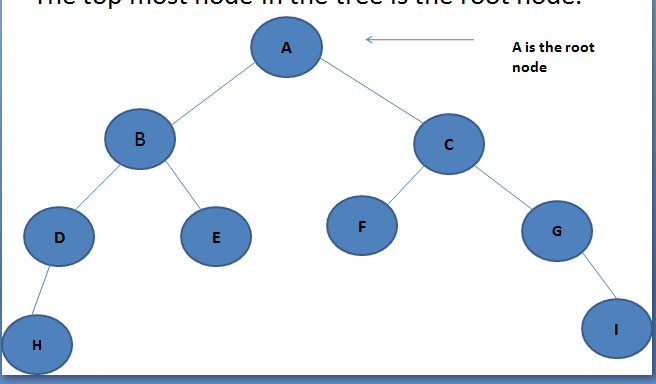 The top most node in the tree is the root node.
A
A is the root
node
B
C
D
E
F
G
H
I